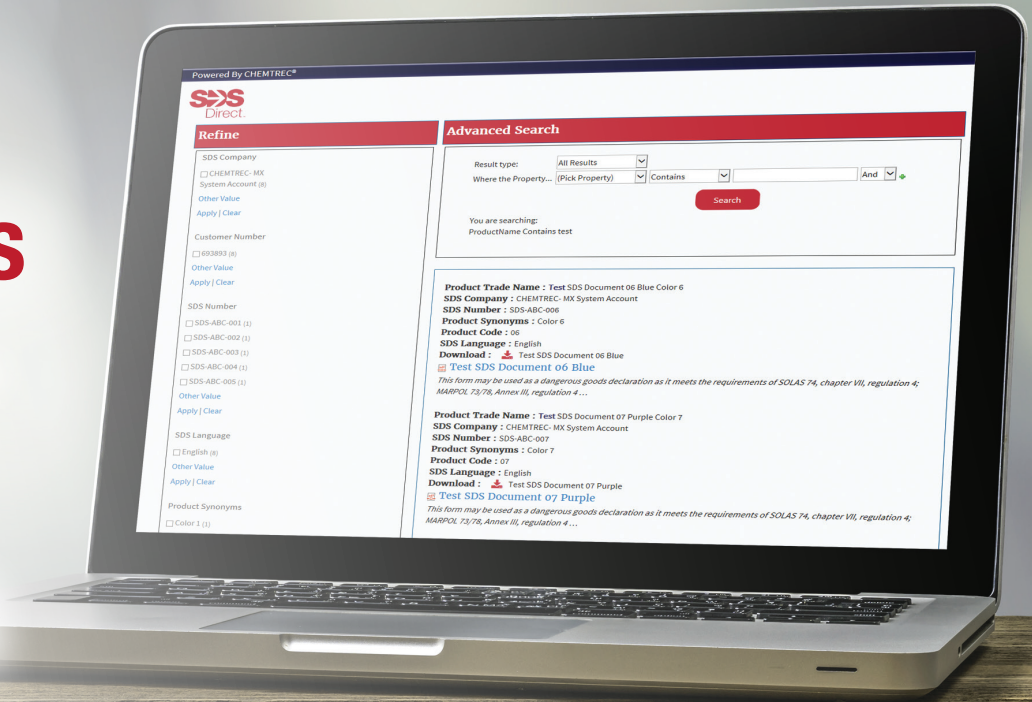 S
Powered By CHEMTREC®
SDS
Direct.
Refine
SDS Company
CHEMTREC- MX
System Account (8)
Other Value
Apply | Clear
Customer Number
693893 (8)
Other Value
Apply | Clear
SDS Number
SDS-ABC-001 (1)
SDS-ABC-002 (1)
SDS-ABC-003 (1)
SDS-ABC-004 (1)
SDS-ABC-005 (1)
Other Value
Apply | Clear
SDS Language
English (8)
Other Value
Apply | Clear
Product Synonyms
Color 1 (1)
Advanced Search
Result type: All Results
Where the Property... (Pick Property) Contains And
Search
You are searching:
ProductName Contains test
Product Trade Name : Test SDS Document 06 Blue Color 6
SDS Company : CHEMTREC- MX System Account
SDS Number : SDS-ABC-006
Product Synonyms : Color 6
Product Code : 06
SDS Language : English
Download : Test SDS Document 06 Blue
Test SDS Document 06 Blue
This form may be used as a dangerous goods declaration as it meets the requirements of SOLAS 74, chapter VII, regulation 4;
MARPOL 73/78, Annex III, regulation 4 ...
Product Trade Name : Test SDS Document 07 Purple Color 7
SDS Company : CHEMTREC- MX System Account
SDS Number : SDS-ABC-007
Product Synonyms : Color 7
Product Code : 07
SDS Language : English
Download : Test SDS Document 07 Purple
Test SDS Document 07 Purple
This form may be used as a dangerous goods declaration as it meets the requirements of SOLAS 74, chapter VII, regulation 4;
MARPOL 73/78, Annex III, regulation 4 ...